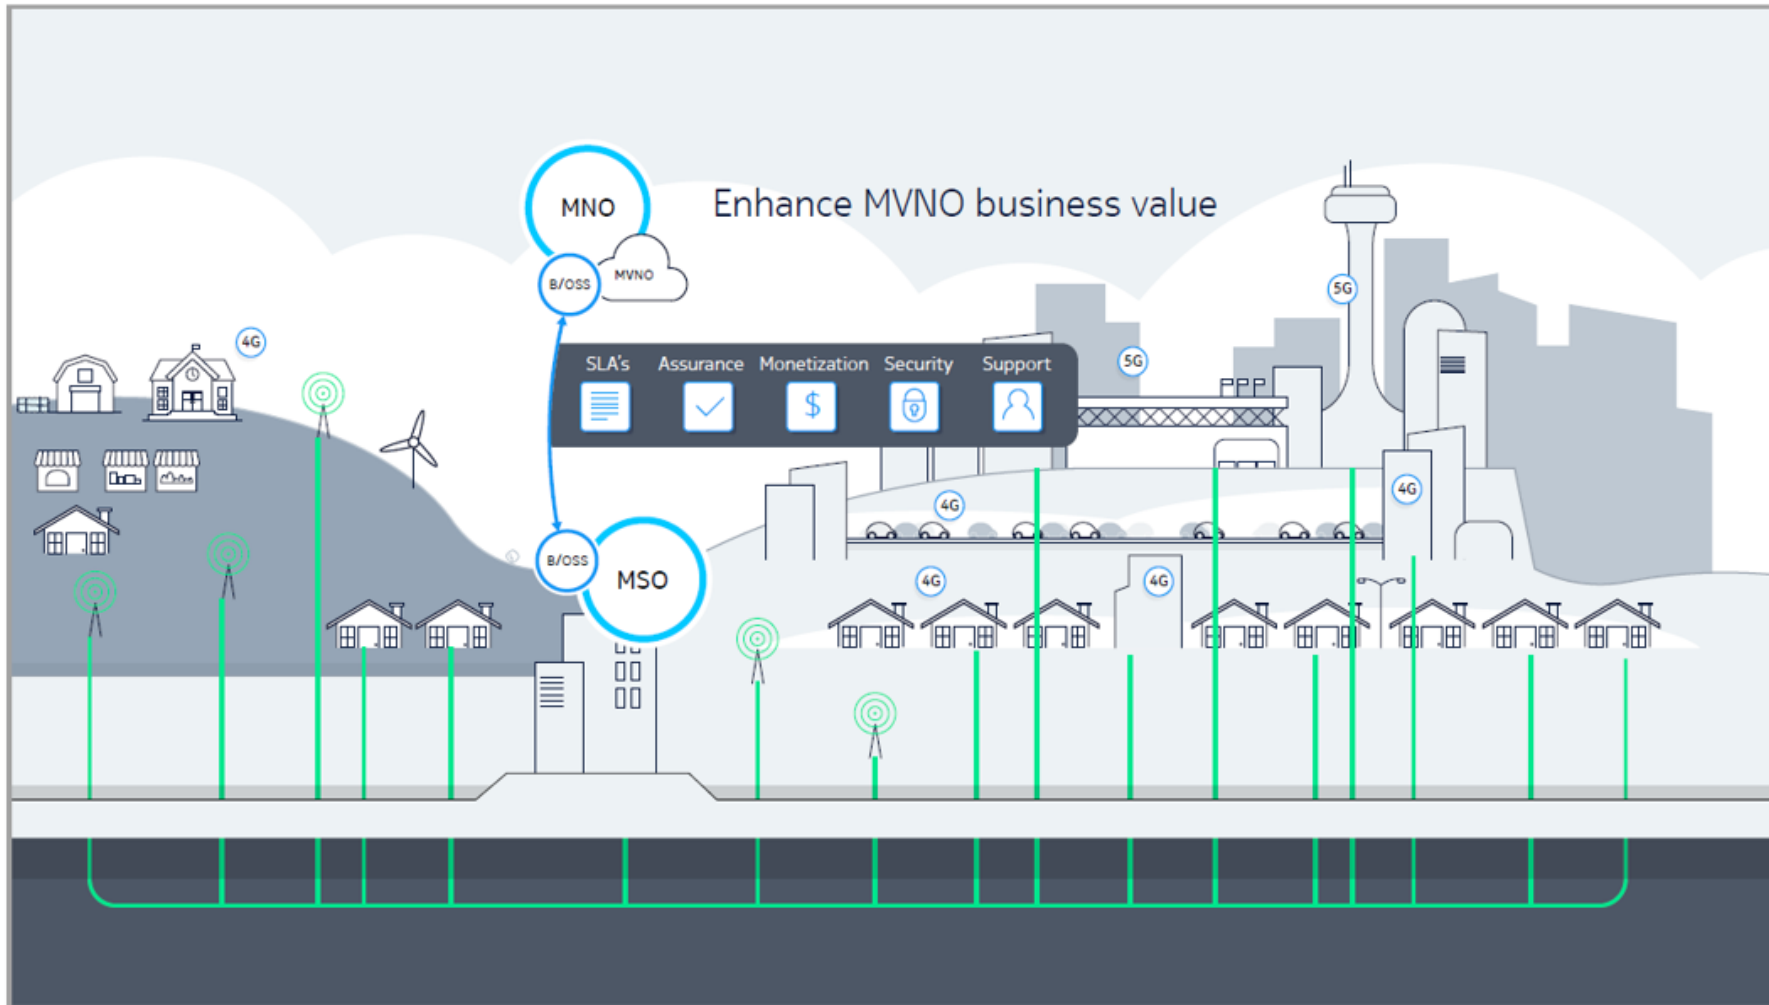 MNO
Enhance MVNO business value
B/OSS
MVNO
5G
4G
5G
SLA's Assurance Monetization Security Support
$
4G
4G
B/OSS
MSO
4G
4G